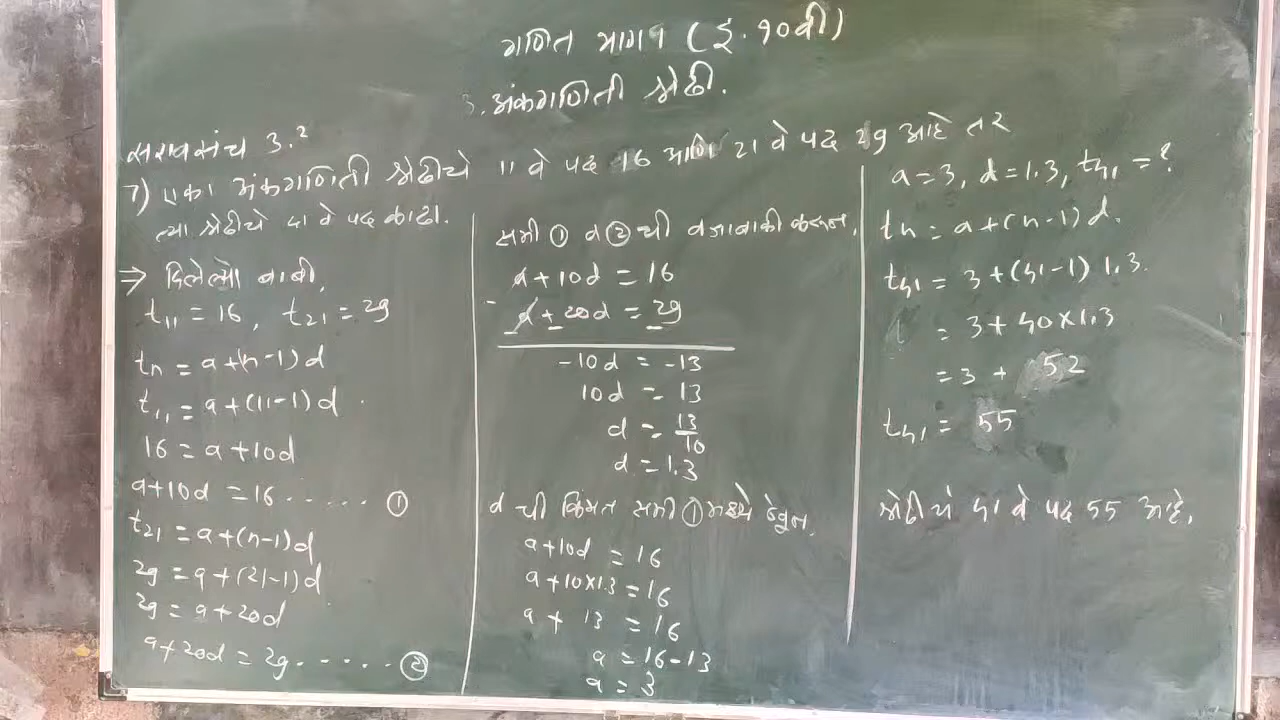 गणित भाग १ (इ. १०वी)
3. अंकगणिती श्रेढी.
सरावसंच 3.2
7) एका अंकगणिती श्रेढीचे 11 वे पद 16 आणि 21 वे पद 29 आहे तर
त्या श्रेढीचे 41 वे पद काढा.
⇒ दिलेल्या बाबी,
t₁₁ = 16, t₂₁ = 29
tn = a+(n-1)d
t₁₁ = a+(11-1)d
16 = a+10d
a+10d = 16 ...... ①
t₂₁ = a+(n-1)d
29 = a+(21-1)d
29 = a+20d
a+20d = 29 ...... ②
समी ① व ② ची वजाबाकी करून,
a+10d = 16
- a+20d = 29
- - -
-10d = -13
10d = 13
d = 13/10
d = 1.3
d ची किंमत समी ① मध्ये ठेवून,
a+10d = 16
a+10×1.3 = 16
a + 13 = 16
a = 16-13
a = 3
a=3, d=1.3, t₄₁ = ?
tn = a+(n-1)d.
t₄₁ = 3+(41-1) 1.3.
= 3+40×1.3
= 3 + 52
t₄₁ = 55
श्रेढीचे 41 वे पद 55 आहे.